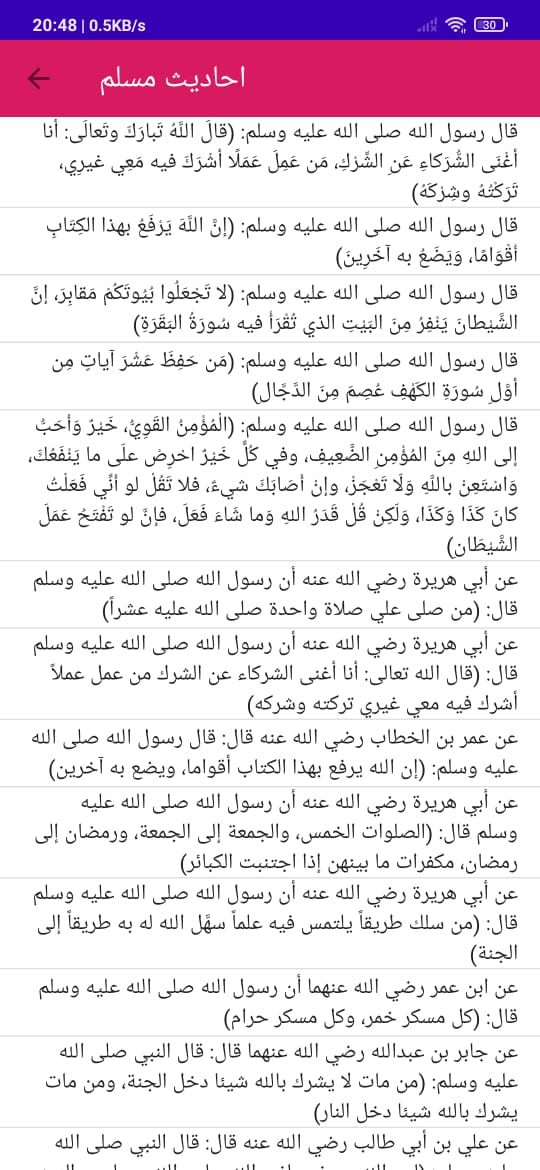 20:48 | 0.5KB/s
30
احاديث مسلم
قال رسول الله صلى الله عليه وسلم: (قالَ اللَّهُ تَبارَكَ وتَعالَى: أنا
أغْنَى الشُّرَكاءِ عَنِ الشِّرْكِ، مَن عَمِلَ عَمَلًا أشْرَكَ فيه مَعِي غيرِي،
تَرَكْتُهُ وشِرْكَهُ)
قال رسول الله صلى الله عليه وسلم: (إنَّ اللَّهَ يَرْفَعُ بهذا الكِتَابِ
أقْوَامًا، وَيَضَعُ به آخَرِينَ)
قال رسول الله صلى الله عليه وسلم: (لا تَجْعَلُوا بُيُوتَكُمْ مَقابِرَ، إنَّ
الشَّيْطانَ يَنْفِرُ مِنَ البَيْتِ الذي تُقْرَأُ فيه سُورَةُ البَقَرَةِ)
قال رسول الله صلى الله عليه وسلم: (مَن حَفِظَ عَشْرَ آياتٍ مِن
أوَّلِ سُورَةِ الكَهْفِ عُصِمَ مِنَ الدَّجَّالِ)
قال رسول الله صلى الله عليه وسلم: (الْمُؤْمِنُ القَوِيُّ، خَيْرٌ وَأَحَبُّ
إلى اللهِ مِنَ المُؤْمِنِ الضَّعِيفِ، وفي كُلٍّ خَيْرٌ احْرِصْ علَى ما يَنْفَعُكَ،
وَاسْتَعِنْ باللَّهِ وَلَا تَعْجَزْ، وإنْ أصَابَكَ شيءٌ، فلا تَقُلْ لو أنِّي فَعَلْتُ
كانَ كَذَا وَكَذَا، وَلَكِنْ قُلْ قَدَرُ اللهِ وَما شَاءَ فَعَلَ، فإنَّ لو تَفْتَحُ عَمَلَ
الشَّيْطَانِ)
عن أبي هريرة رضي الله عنه أن رسول الله صلى الله عليه وسلم
قال: (من صلى علي صلاة واحدة صلى الله عليه عشراً)
عن أبي هريرة رضي الله عنه أن رسول الله صلى الله عليه وسلم
قال: (قال الله تعالى: أنا أغنى الشركاء عن الشرك من عمل عملاً
أشرك فيه معي غيري تركته وشركه)
عن عمر بن الخطاب رضي الله عنه قال: قال رسول الله صلى الله
عليه وسلم: (إن الله يرفع بهذا الكتاب أقواما، ويضع به آخرين)
عن أبي هريرة رضي الله عنه أن رسول الله صلى الله عليه
وسلم قال: (الصلوات الخمس، والجمعة إلى الجمعة، ورمضان إلى
رمضان، مكفرات ما بينهن إذا اجتنبت الكبائر)
عن أبي هريرة رضي الله عنه أن رسول الله صلى الله عليه وسلم
قال: (من سلك طريقاً يلتمس فيه علماً سهَّل الله له به طريقاً إلى
الجنة)
عن ابن عمر رضي الله عنهما أن رسول الله صلى الله عليه وسلم
قال: (كل مسكر خمر، وكل مسكر حرام)
عن جابر بن عبدالله رضي الله عنهما قال: قال النبي صلى الله
عليه وسلم: (من مات لا يشرك بالله شيئا دخل الجنة، ومن مات
يشرك بالله شيئا دخل النار)
عن علي بن أبي طالب رضي الله عنه قال: قال النبي صلى الله